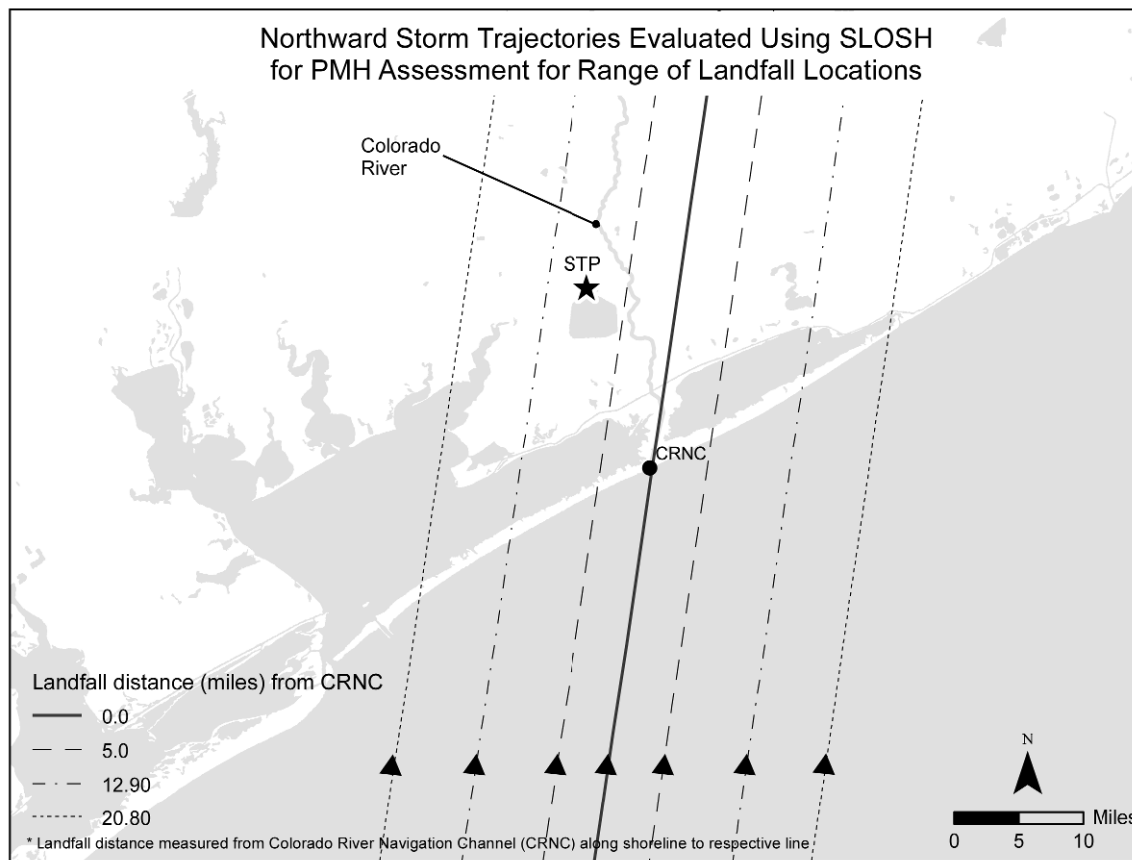 Northward Storm Trajectories Evaluated Using SLOSH
for PMH Assessment for Range of Landfall Locations
Colorado
River
STP
CRNC
Landfall distance (miles) from CRNC
0.0
5.0
12.90
20.80
* Landfall distance measured from Colorado River Navigation Channel (CRNC) along shoreline to respective line
N
Miles
0 5 10